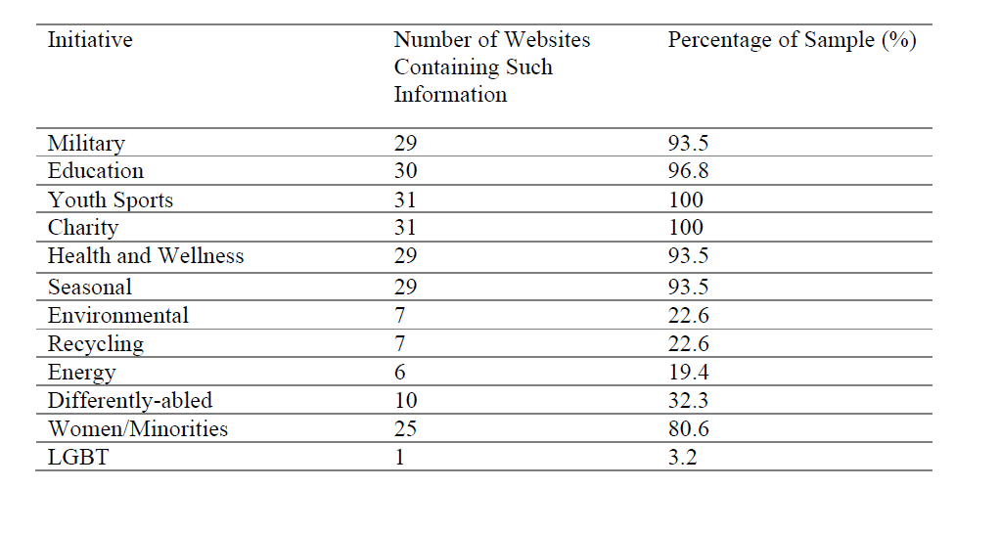 Initiative Number of Websites Percentage of Sample (%)
Containing Such
Information
Military 29 93.5
Education 30 96.8
Youth Sports 31 100
Charity 31 100
Health and Wellness 29 93.5
Seasonal 29 93.5
Environmental 7 22.6
Recycling 7 22.6
Energy 6 19.4
Differently-abled 10 32.3
Women/Minorities 25 80.6
LGBT 1 3.2